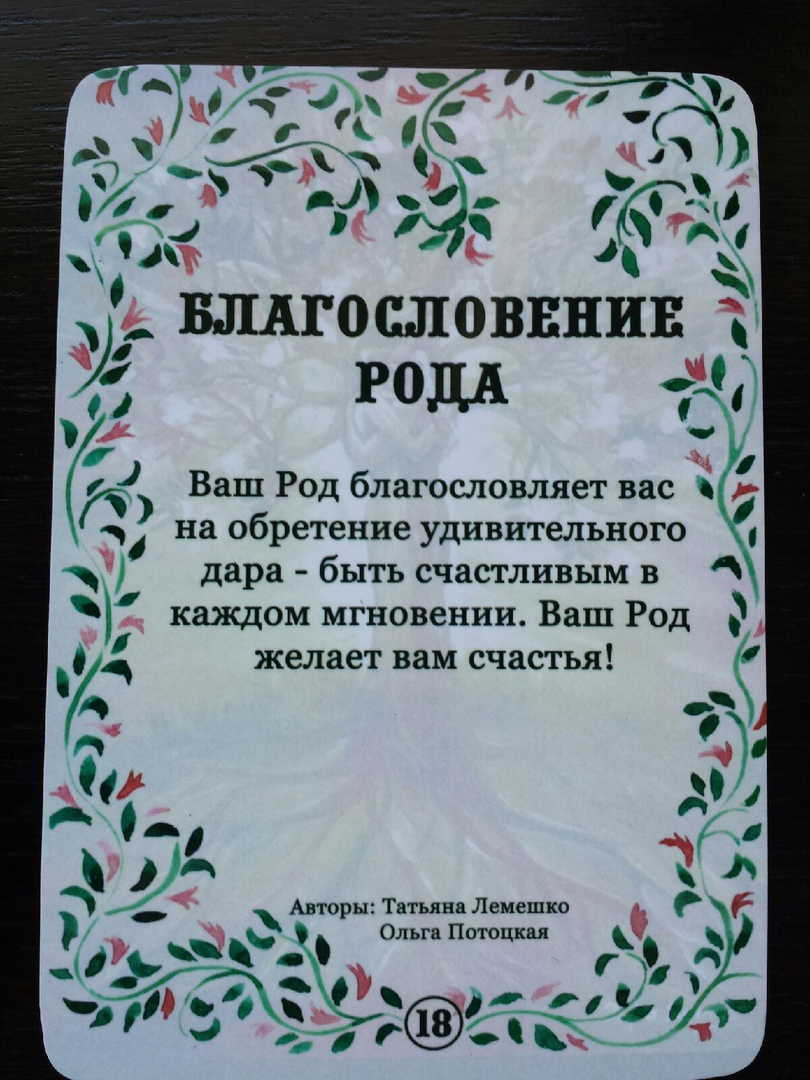 БЛАГОСЛОВЕНИЕ
РОДА
Ваш Род благословляет вас
на обретение удивительного
дара - быть счастливым в
каждом мгновении. Ваш Род
желает вам счастья!
Авторы: Татьяна Лемешко
Ольга Потоцкая
18